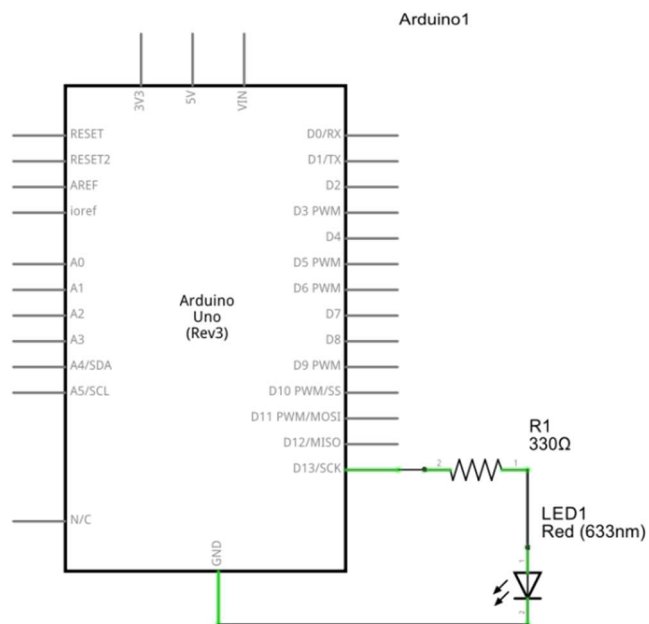 Arduino1
3V3
5V
VIN
RESET
RESET2
AREF
ioref
A0
A1
A2
A3
A4/SDA
A5/SCL
N/C
Arduino
Uno
(Rev3)
D0/RX
D1/TX
D2
D3 PWM
D4
D5 PWM
D6 PWM
D7
D8
D9 PWM
D10 PWM/SS
D11 PWM/MOSI
D12/MISO
D13/SCK
GND
R1
330Ω
2
1
LED1
Red (633nm)
1
2